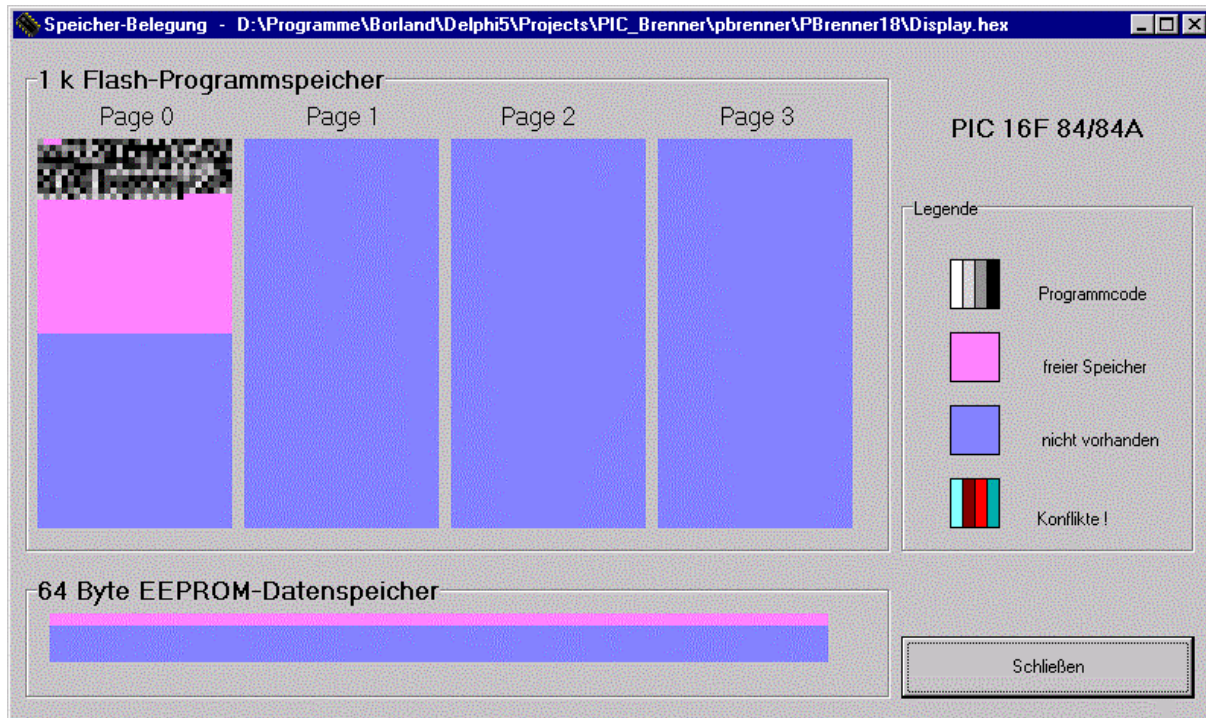 Speicher-Belegung - D:\Programme\Borland\Delphi5\Projects\PIC_Brenner\pbrenner\PBrenner18\Display.hex
1 k Flash-Programmspeicher
Page 0 Page 1 Page 2 Page 3
PIC 16F 84/84A
Legende
Programmcode
freier Speicher
nicht vorhanden
Konflikte !
64 Byte EEPROM-Datenspeicher
Schließen